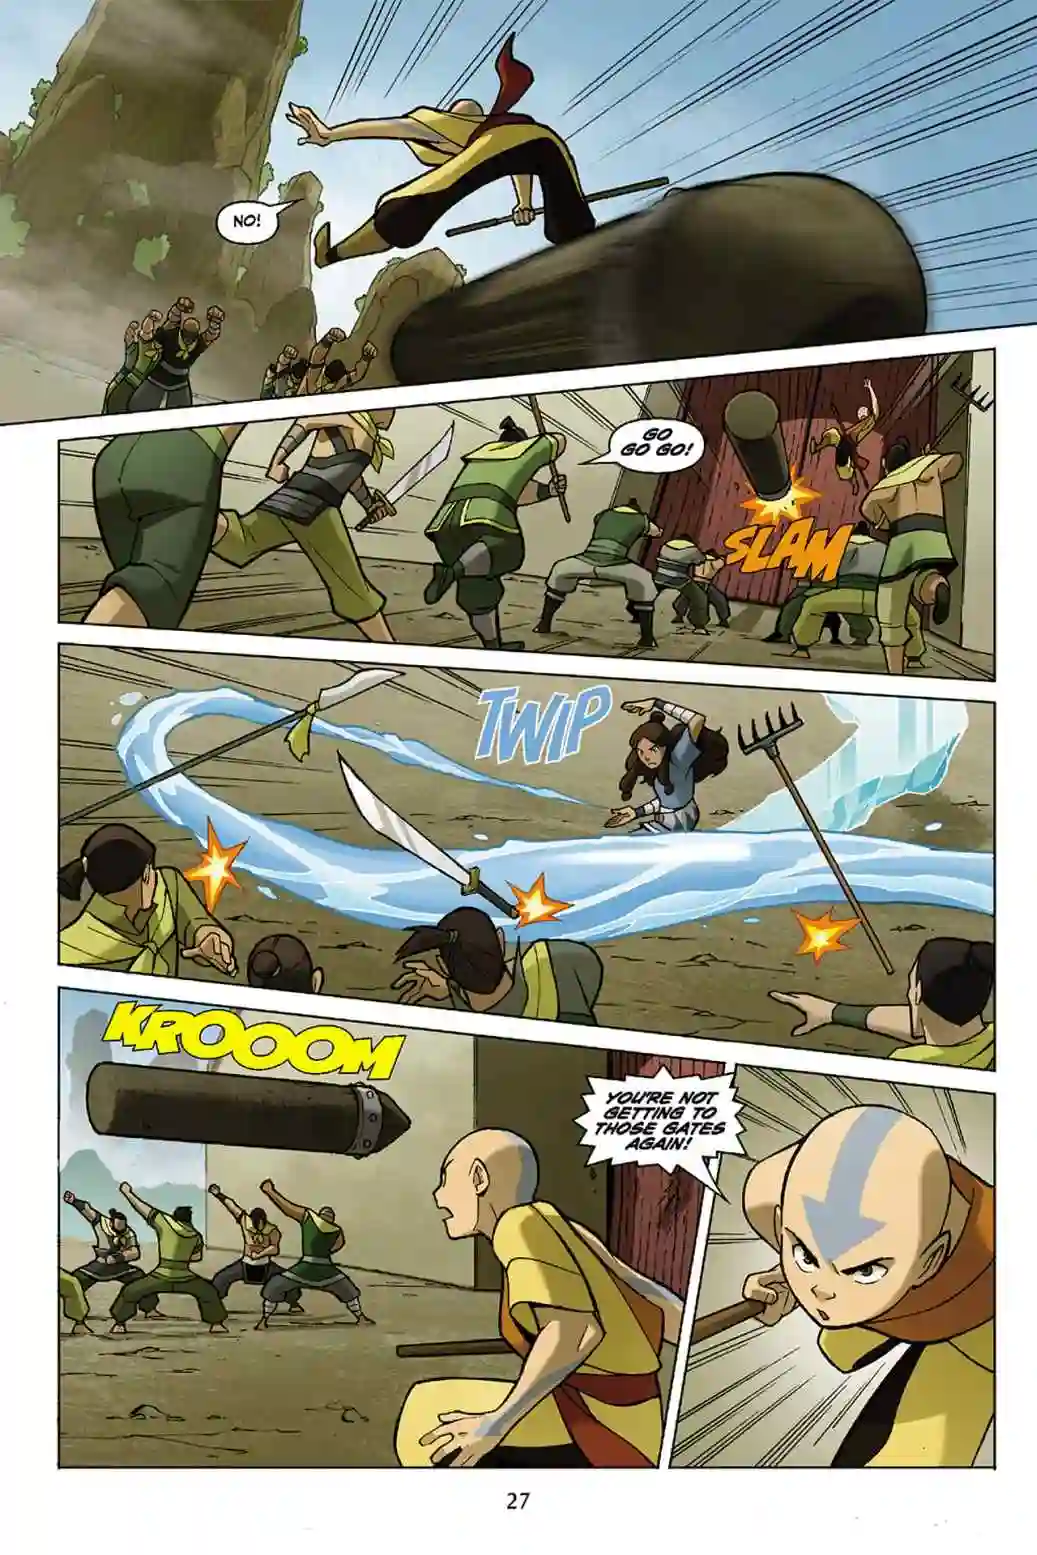 NO!
GO
GO GO!
SLAM
TWIP
KROOOM
YOU'RE NOT
GETTING TO
THOSE GATES
AGAIN!
27